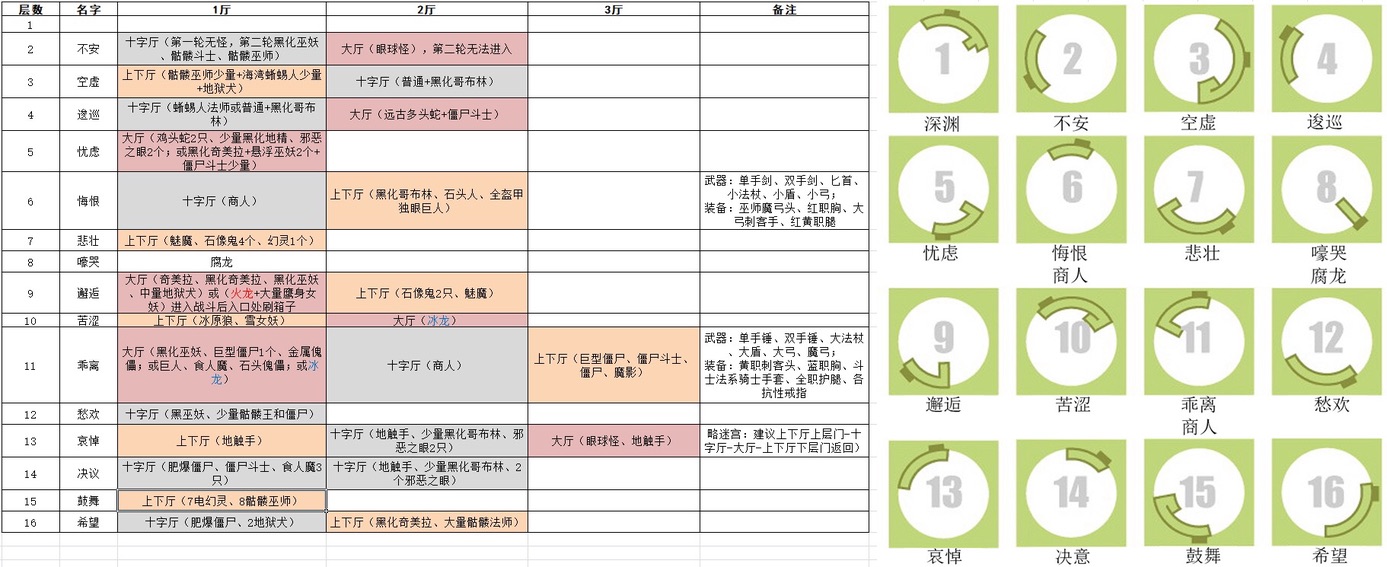 层数 名字 1厅 2厅 3厅 备注
1
2 不安 十字厅（第一轮无怪，第二轮黑化巫妖
、骷髅斗士、骷髅巫师） 大厅（眼球怪），第二轮无法进入
3 空虚 上下厅（骷髅巫师少量+海湾蜥蜴人少量
+地狱犬） 十字厅（普通+黑化哥布林）
4 逡巡 十字厅（蜥蜴人法师或普通+黑化哥布
林） 大厅（远古多头蛇+僵尸斗士）
5 忧虑 大厅（鸡头蛇2只、少量黑化地精、邪恶
之眼2个；或黑化奇美拉+悬浮巫妖2个+
僵尸斗士少量）
6 悔恨 十字厅（商人） 上下厅（黑化哥布林、石头人、全盔甲
独眼巨人） 武器：单手剑、双手剑、匕首、
小法杖、小盾、小弓；
装备：巫师魔弓头、红职胸、大
弓刺客手、红黄职腿
7 悲壮 上下厅（魅魔、石像鬼4个、幻灵1个）
8 嚎哭 腐龙
9 邂逅 大厅（奇美拉、黑化奇美拉、黑化巫妖
、中量地狱犬）或（火龙+大量鹰身女
妖）进入战斗后入口处刷箱子 上下厅（石像鬼2只、魅魔）
10 苦涩 上下厅（冰原狼、雪女妖） 大厅（冰龙）
11 乖离 大厅（黑化巫妖、巨型僵尸1个、金属傀
儡；或巨人、食人魔、石头傀儡；或冰
龙） 十字厅（商人） 上下厅（巨型僵尸、僵尸斗士、
僵尸、魔影） 武器：单手锤、双手锤、大法杖
、大盾、大弓、魔弓；
装备：黄职刺客头、蓝职胸、斗
士法系骑士手套、全职护腿、各
抗性戒指
12 愁欢 十字厅（黑巫妖、少量骷髅王和僵尸）
13 哀悼 上下厅（地触手） 十字厅（地触手、少量黑化哥布林、邪
恶之眼2只） 大厅（眼球怪、地触手） 略迷宫：建议上下厅上层门-十
字厅-大厅-上下厅下层门返回）
14 决议 十字厅（肥爆僵尸、僵尸斗士、食人魔3
只） 十字厅（地触手、少量黑化哥布林、2
个邪恶之眼）
15 鼓舞 上下厅（7电幻灵、8骷髅巫师）
16 希望 十字厅（肥爆僵尸、2地狱犬） 上下厅（黑化奇美拉、大量骷髅法师）
1 2 3 4
深渊 不安 空虚 逡巡
5 6 7 8
忧虑 悔恨 悲壮 嚎哭
商人 腐龙
9 10 11 12
邂逅 苦涩 乖离 愁欢
商人
13 14 15 16
哀悼 决意 鼓舞 希望